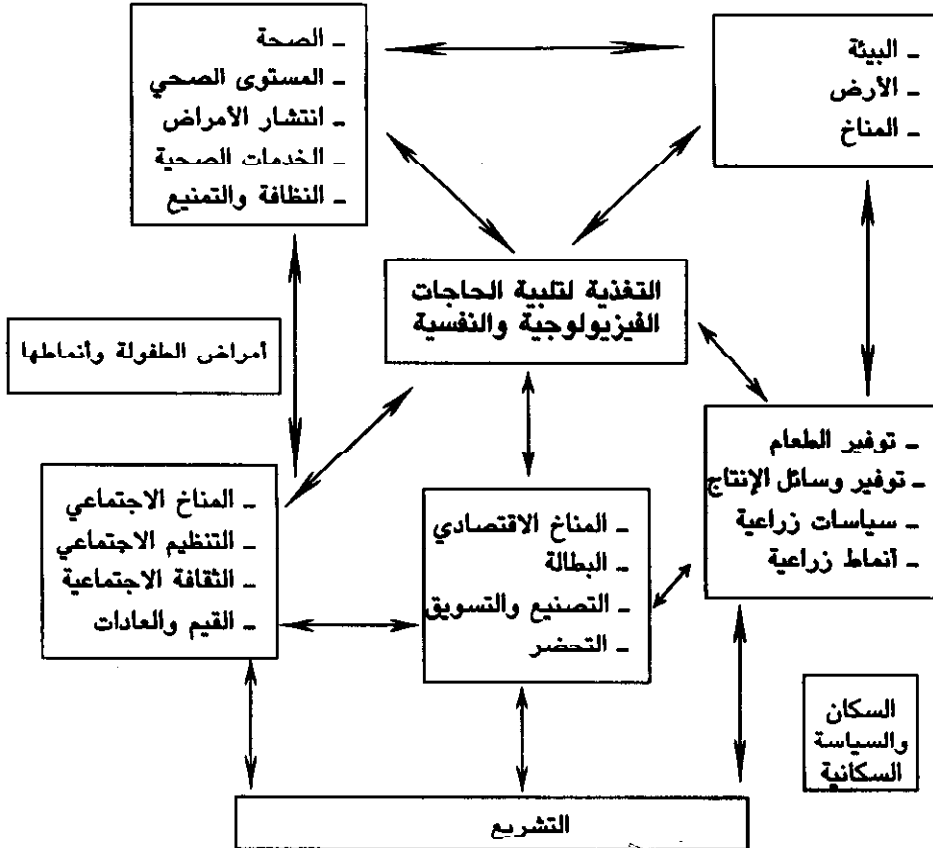 - الصحة
- المستوى الصحي
- انتشار الأمراض
- الخدمات الصحية
- النظافة والتمنيع
- البيئة
- الأرض
- المناخ
التغذية لتلبية الحاجات
الفيزيولوجية والنفسية
أمراض الطفولة وأنماطها
- توفير الطعام
- توفير وسائل الإنتاج
- سياسات زراعية
- أنماط زراعية
- المناخ الاقتصادي
- البطالة
- التصنيع والتسويق
- التحضر
- المناخ الاجتماعي
- التنظيم الاجتماعي
- الثقافة الاجتماعية
- القيم والعادات
السكان
والسياسة
السكانية
التشريع